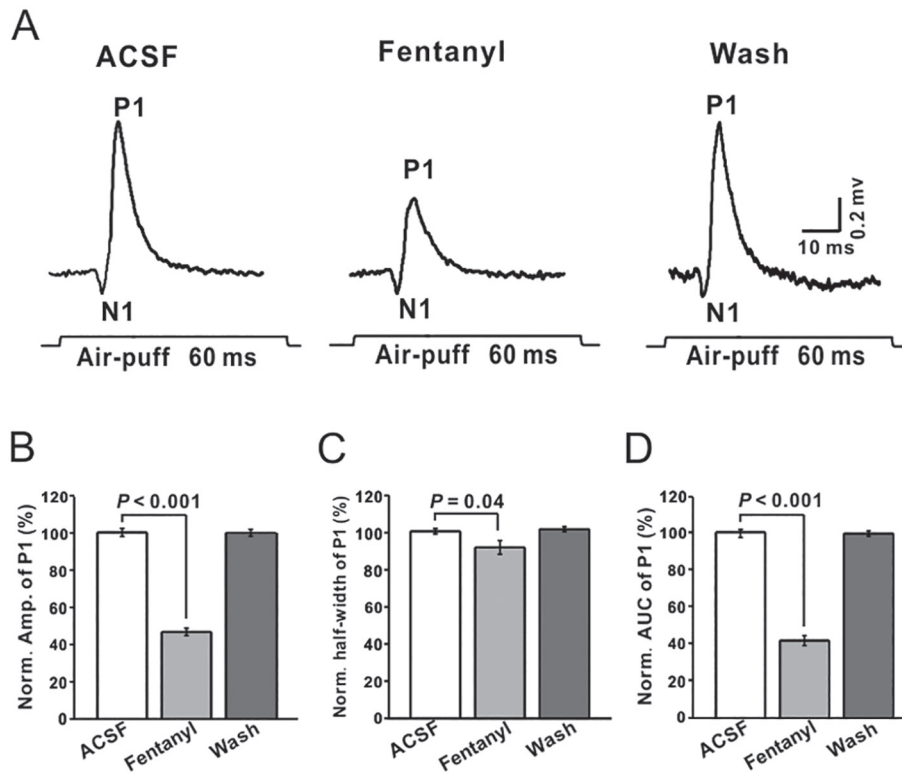 A
ACSF
Fentanyl
Wash
P1
N1
Air-puff 60 ms
P1
N1
Air-puff 60 ms
P1
N1
0.2 mv
10 ms
Air-puff 60 ms
B
Norm. Amp. of P1 (%)
120
100
80
60
40
20
0
P < 0.001
ACSF
Fentanyl
Wash
C
Norm. half-width of P1 (%)
120
100
80
60
40
20
0
P = 0.04
ACSF
Fentanyl
Wash
D
Norm. AUC of P1 (%)
120
100
80
60
40
20
0
P < 0.001
ACSF
Fentanyl
Wash